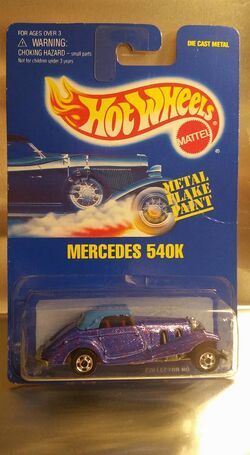 FOR AGES OVER 3
⚠ WARNING:
CHOKING HAZARD - small parts
Not for children under 3 years
DIE CAST METAL
HOT WHEELS
MATTEL
®
METAL
FLAKE
PAINT
MERCEDES 540K
COLLECTOR NO.